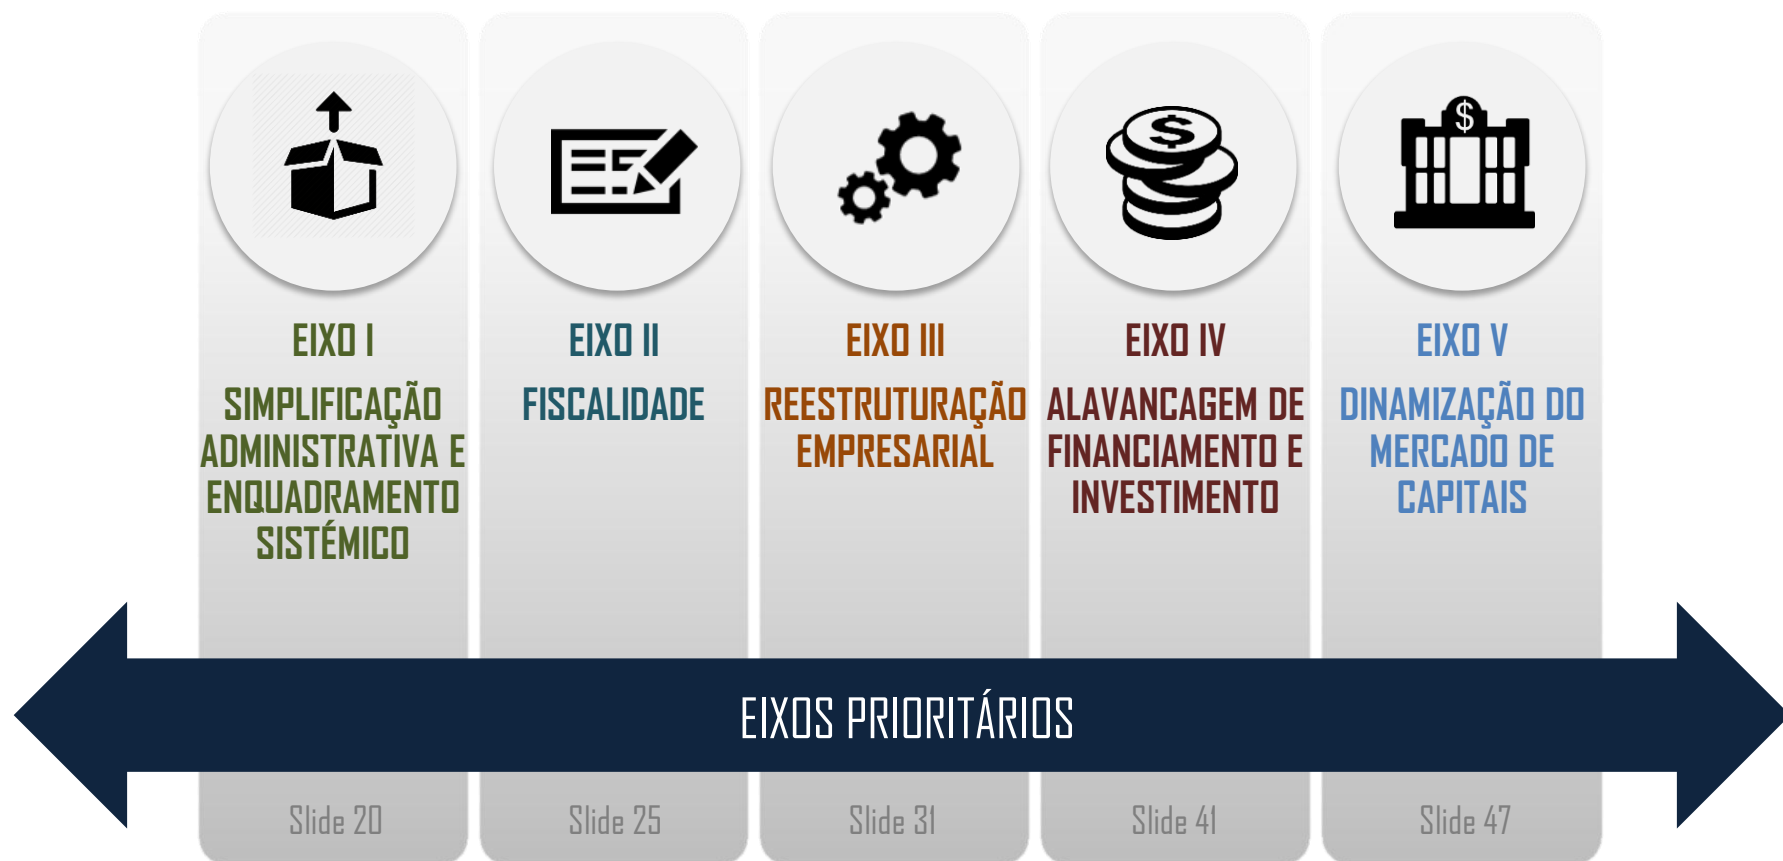 EIXO I
SIMPLIFICAÇÃO
ADMINISTRATIVA E
ENQUADRAMENTO
SISTÉMICO
EIXO II
FISCALIDADE
EIXO III
REESTRUTURAÇÃO
EMPRESARIAL
EIXO IV
ALAVANCAGEM DE
FINANCIAMENTO E
INVESTIMENTO
$
EIXO V
DINAMIZAÇÃO DO
MERCADO DE
CAPITAIS
$
EIXOS PRIORITÁRIOS
Slide 20
Slide 25
Slide 31
Slide 41
Slide 47